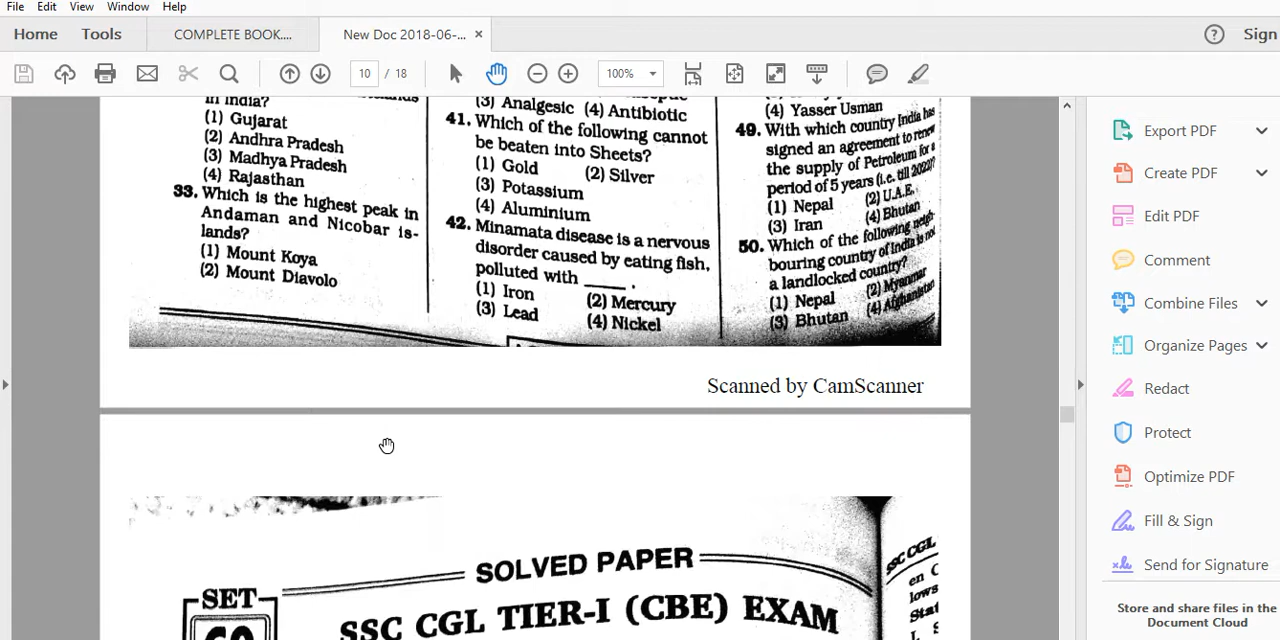 File Edit View Window Help
Home Tools COMPLETE BOOK.... New Doc 2018-06-... × ? Sign
10 / 18 100%
in India?
(1) Gujarat
(2) Andhra Pradesh
(3) Madhya Pradesh
(4) Rajasthan
33. Which is the highest peak in
Andaman and Nicobar is-
lands?
(1) Mount Koya
(2) Mount Diavolo
(3) Analgesic (4) Antibiotic
41. Which of the following cannot
be beaten into Sheets?
(1) Gold (2) Silver
(3) Potassium
(4) Aluminium
42. Minamata disease is a nervous
disorder caused by eating fish,
polluted with ____ .
(1) Iron (2) Mercury
(3) Lead (4) Nickel
(4) Yasser Usman
49. With which country India has
signed an agreement to renew
the supply of Petroleum for a
period of 5 years (i.e. till 2022)?
(1) Nepal (2) U.A.E.
(3) Iran (4) Bhutan
50. Which of the following neigh-
bouring country of India is not
a landlocked country?
(1) Nepal (2) Myanmar
(3) Bhutan (4) Afghanistan
Scanned by CamScanner
SOLVED PAPER
SET
SSC CGL TIER-I (CBE) EXAM
SSC CGL
en
lows
Stat
Export PDF
Create PDF
Edit PDF
Comment
Combine Files
Organize Pages
Redact
Protect
Optimize PDF
Fill & Sign
Send for Signature
Store and share files in the
Document Cloud